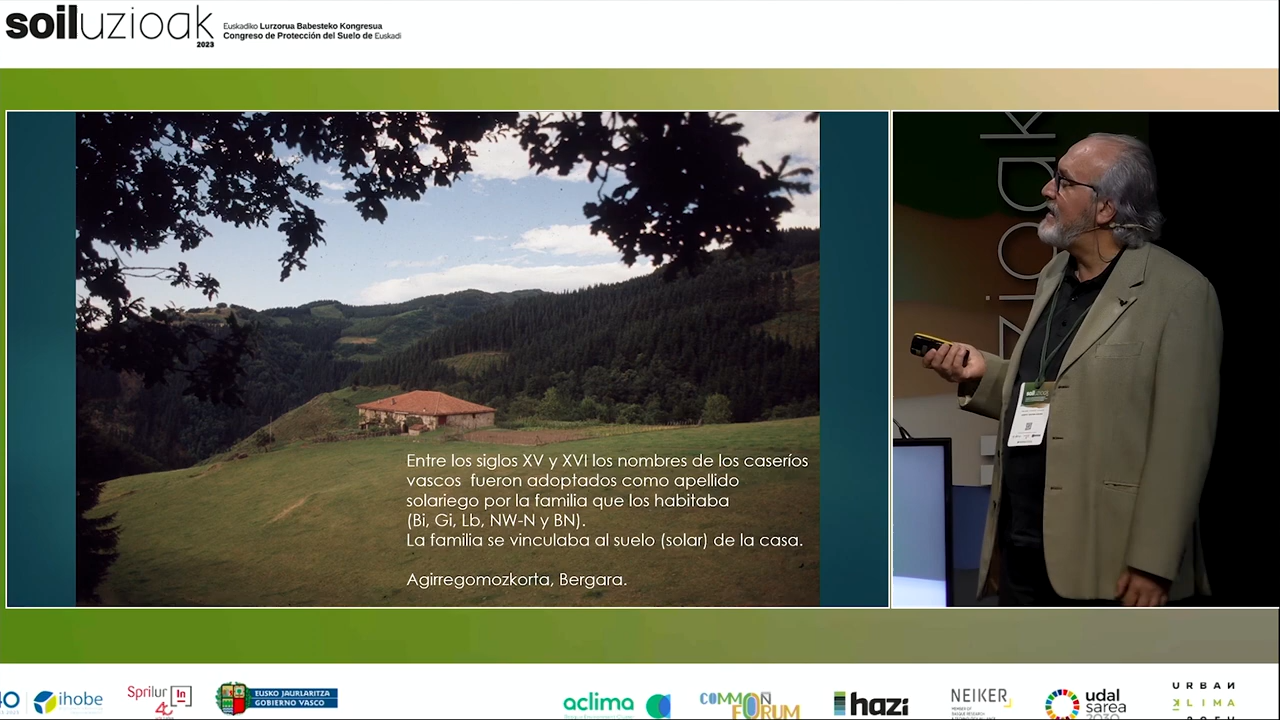 soiluzioak
2023
Euskadiko Lurzorua Babesteko Kongresua
Congreso de Protección del Suelo de Euskadi
Entre los siglos XV y XVI los nombres de los caseríos
vascos fueron adoptados como apellido
solariego por la familia que los habitaba
(Bi, Gi, Lb, NW-N y BN).
La familia se vinculaba al suelo (solar) de la casa.
Agirregomozkorta, Bergara.
ihobe
Sprilur
EUSKO JAURLARITZA
GOBIERNO VASCO
aclima
COMMON
FORUM
hazi
NEIKER
udal
sarea
2030
URBAN
KLIMA